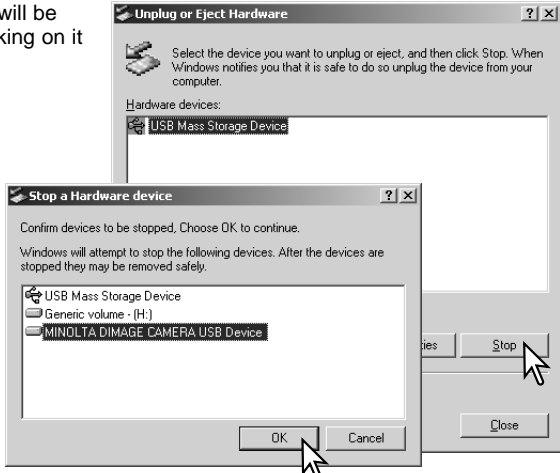 will be
king on it
Unplug or Eject Hardware
Select the device you want to unplug or eject, and then click Stop. When
Windows notifies you that it is safe to do so unplug the device from your
computer.
Hardware devices:
USB Mass Storage Device
Stop a Hardware device
Confirm devices to be stopped, Choose OK to continue.
Windows will attempt to stop the following devices. After the devices are
stopped they may be removed safely.
USB Mass Storage Device
Generic volume - (H:)
MINOLTA DIMAGE CAMERA USB Device
ties
Stop
OK
Cancel
Close